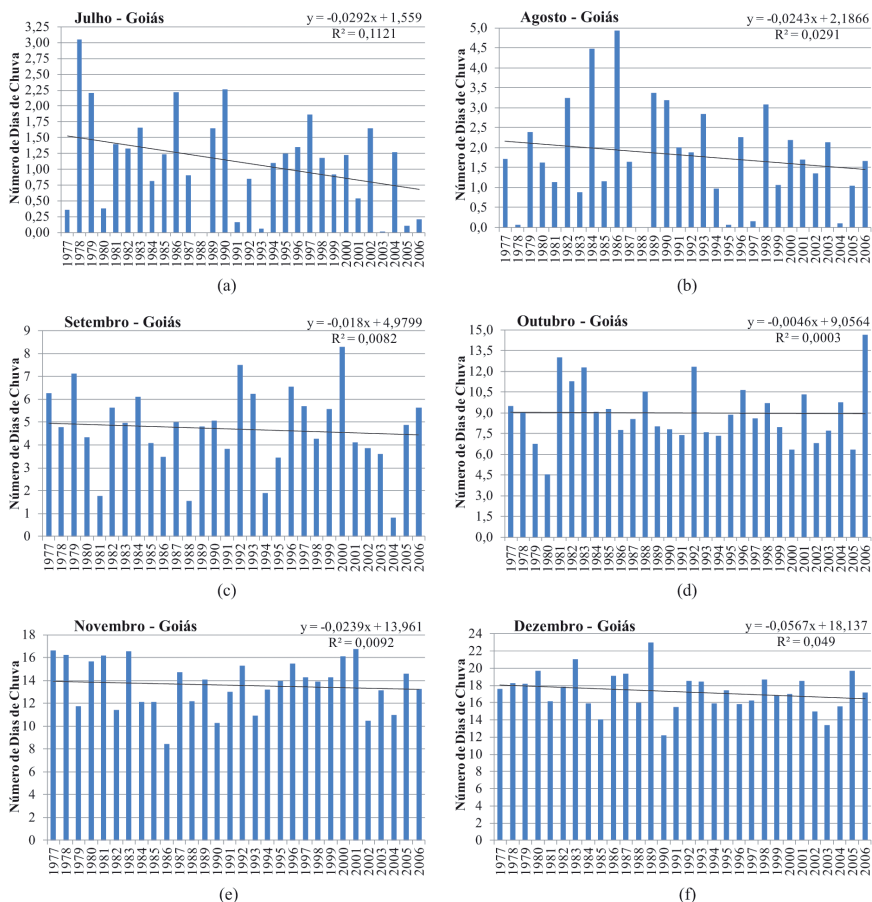 Julho - Goiás
y = -0,0292x + 1,559
R² = 0,1121
Número de Dias de Chuva
3,25
3,00
2,75
2,50
2,25
2,00
1,75
1,50
1,25
1,00
0,75
0,50
0,25
0,00
1977 1978 1979 1980 1981 1982 1983 1984 1985 1986 1987 1988 1989 1990 1991 1992 1993 1994 1995 1996 1997 1998 1999 2000 2001 2002 2003 2004 2005 2006
(a)
Agosto - Goiás
y = -0,0243x + 2,1866
R² = 0,0291
Número de Dias de Chuva
5,0
4,5
4,0
3,5
3,0
2,5
2,0
1,5
1,0
0,5
0,0
1977 1978 1979 1980 1981 1982 1983 1984 1985 1986 1987 1988 1989 1990 1991 1992 1993 1994 1995 1996 1997 1998 1999 2000 2001 2002 2003 2004 2005 2006
(b)
Setembro - Goiás
y = -0,018x + 4,9799
R² = 0,0082
Número de Dias de Chuva
9
8
7
6
5
4
3
2
1
0
1977 1978 1979 1980 1981 1982 1983 1984 1985 1986 1987 1988 1989 1990 1991 1992 1993 1994 1995 1996 1997 1998 1999 2000 2001 2002 2003 2004 2005 2006
(c)
Outubro - Goiás
y = -0,0046x + 9,0564
R² = 0,0003
Número de Dias de Chuva
15,0
13,5
12,0
10,5
9,0
7,5
6,0
4,5
3,0
1,5
0,0
1977 1978 1979 1980 1981 1982 1983 1984 1985 1986 1987 1988 1989 1990 1991 1992 1993 1994 1995 1996 1997 1998 1999 2000 2001 2002 2003 2004 2005 2006
(d)
Novembro - Goiás
y = -0,0239x + 13,961
R² = 0,0092
Número de Dias de Chuva
18
16
14
12
10
8
6
4
2
0
1977 1978 1979 1980 1981 1982 1983 1984 1985 1986 1987 1988 1989 1990 1991 1992 1993 1994 1995 1996 1997 1998 1999 2000 2001 2002 2003 2004 2005 2006
(e)
Dezembro - Goiás
y = -0,0567x + 18,137
R² = 0,049
Número de Dias de Chuva
24
22
20
18
16
14
12
10
8
6
4
2
0
1977 1978 1979 1980 1981 1982 1983 1984 1985 1986 1987 1988 1989 1990 1991 1992 1993 1994 1995 1996 1997 1998 1999 2000 2001 2002 2003 2004 2005 2006
(f)